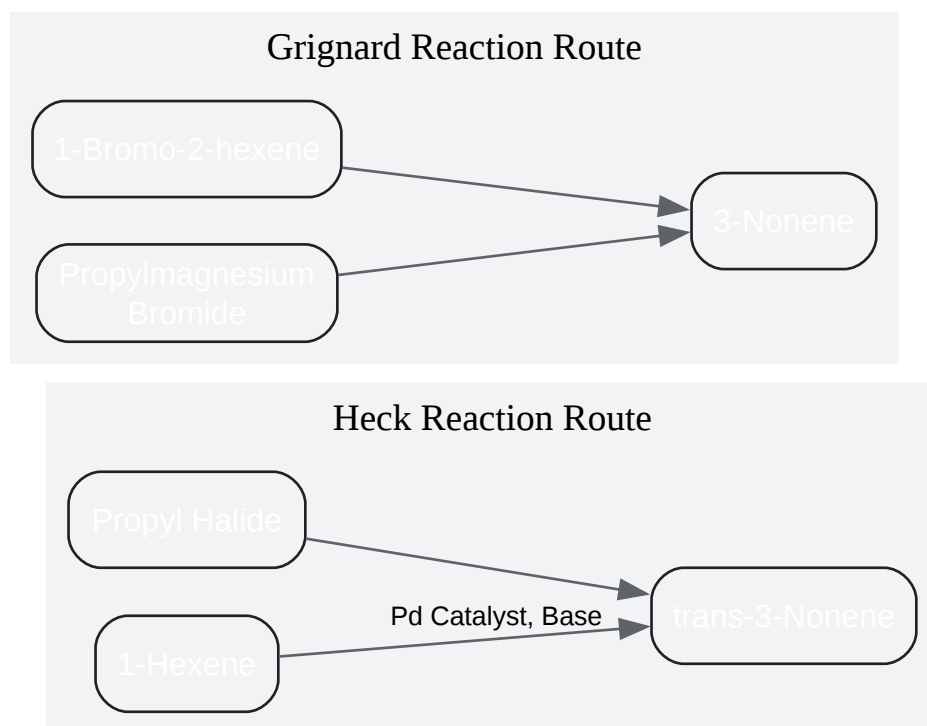 Grignard Reaction Route
1-Bromo-2-hexene
3-Nonene
Propylmagnesium
Bromide
Heck Reaction Route
Propyl Halide
Pd Catalyst, Base
trans-3-Nonene
1-Hexene